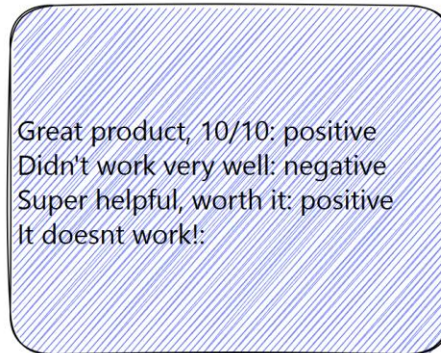 Great product, 10/10: positive
Didn't work very well: negative
Super helpful, worth it: positive
It doesnt work!: